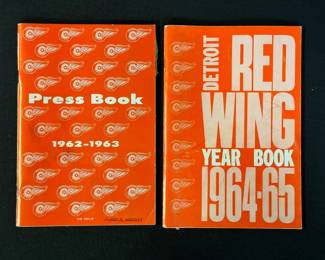 Press Book
1962-1963
DETROIT
RED
WING
YEAR BOOK
1964-65